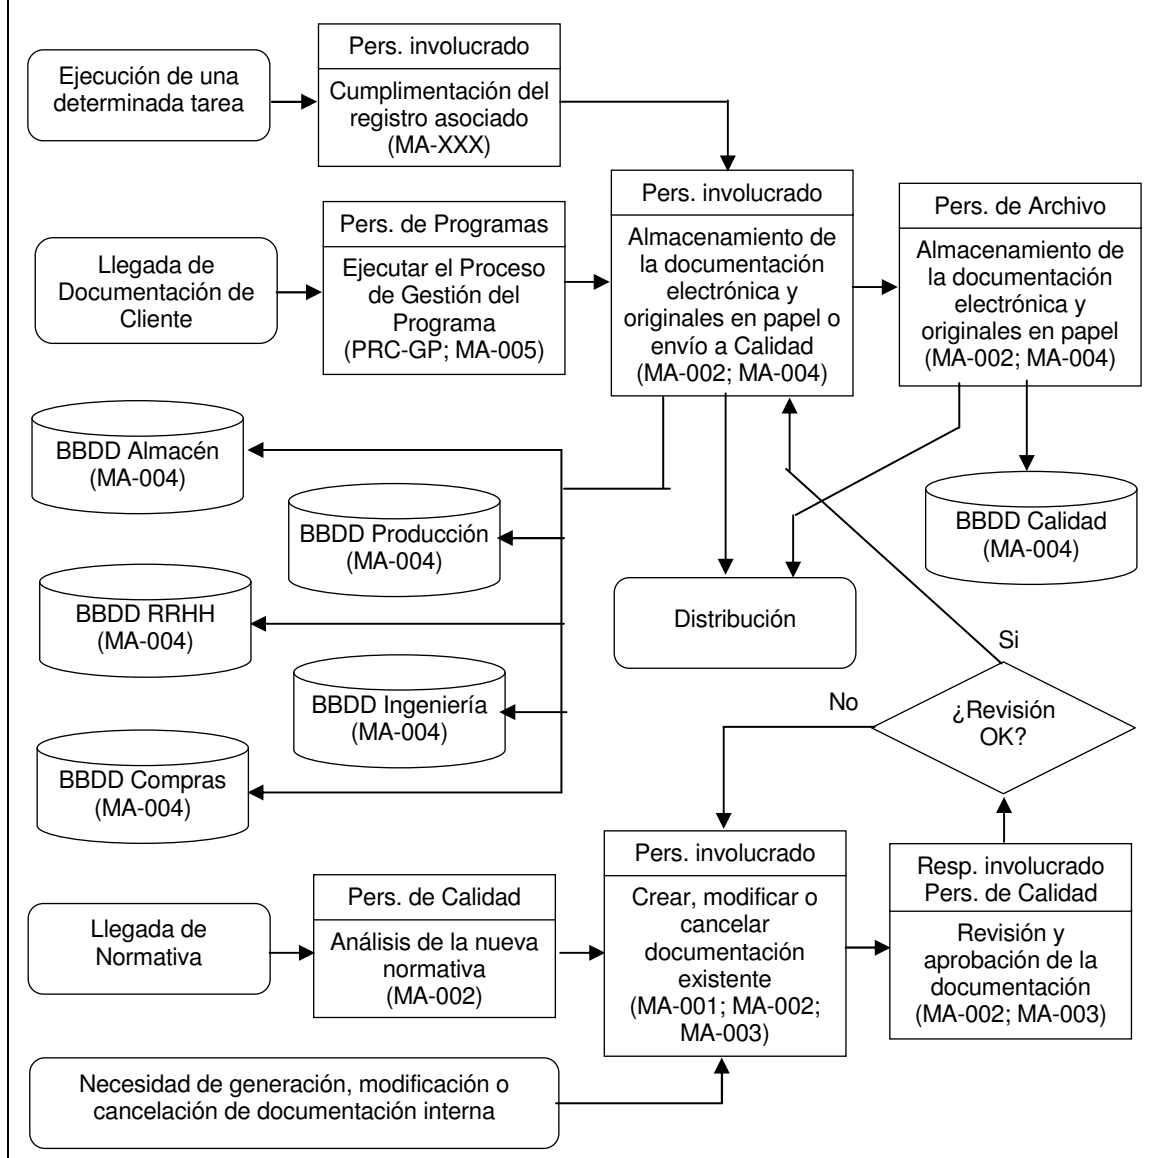 Pers. involucrado
Ejecución de una
determinada tarea
Cumplimentación del
registro asociado
(MA-XXX)
Pers. involucrado
Almacenamiento de
la documentación
electrónica y
originales en papel o
envío a Calidad
(MA-002; MA-004)
Pers. de Archivo
Almacenamiento de
la documentación
electrónica y
originales en papel
(MA-002; MA-004)
Pers. de Programas
Llegada de
Documentación de
Cliente
Ejecutar el Proceso
de Gestión del
Programa
(PRC-GP; MA-005)
BBDD Almacén
(MA-004)
BBDD Producción
(MA-004)
BBDD Calidad
(MA-004)
BBDD RRHH
(MA-004)
Distribución
Si
BBDD Ingeniería
(MA-004)
No
¿Revisión
OK?
BBDD Compras
(MA-004)
Pers. involucrado
Crear, modificar o
cancelar
documentación
existente
(MA-001; MA-002;
MA-003)
Resp. involucrado
Pers. de Calidad
Revisión y
aprobación de la
documentación
(MA-002; MA-003)
Pers. de Calidad
Llegada de
Normativa
Análisis de la nueva
normativa
(MA-002)
Necesidad de generación, modificación o
cancelación de documentación interna